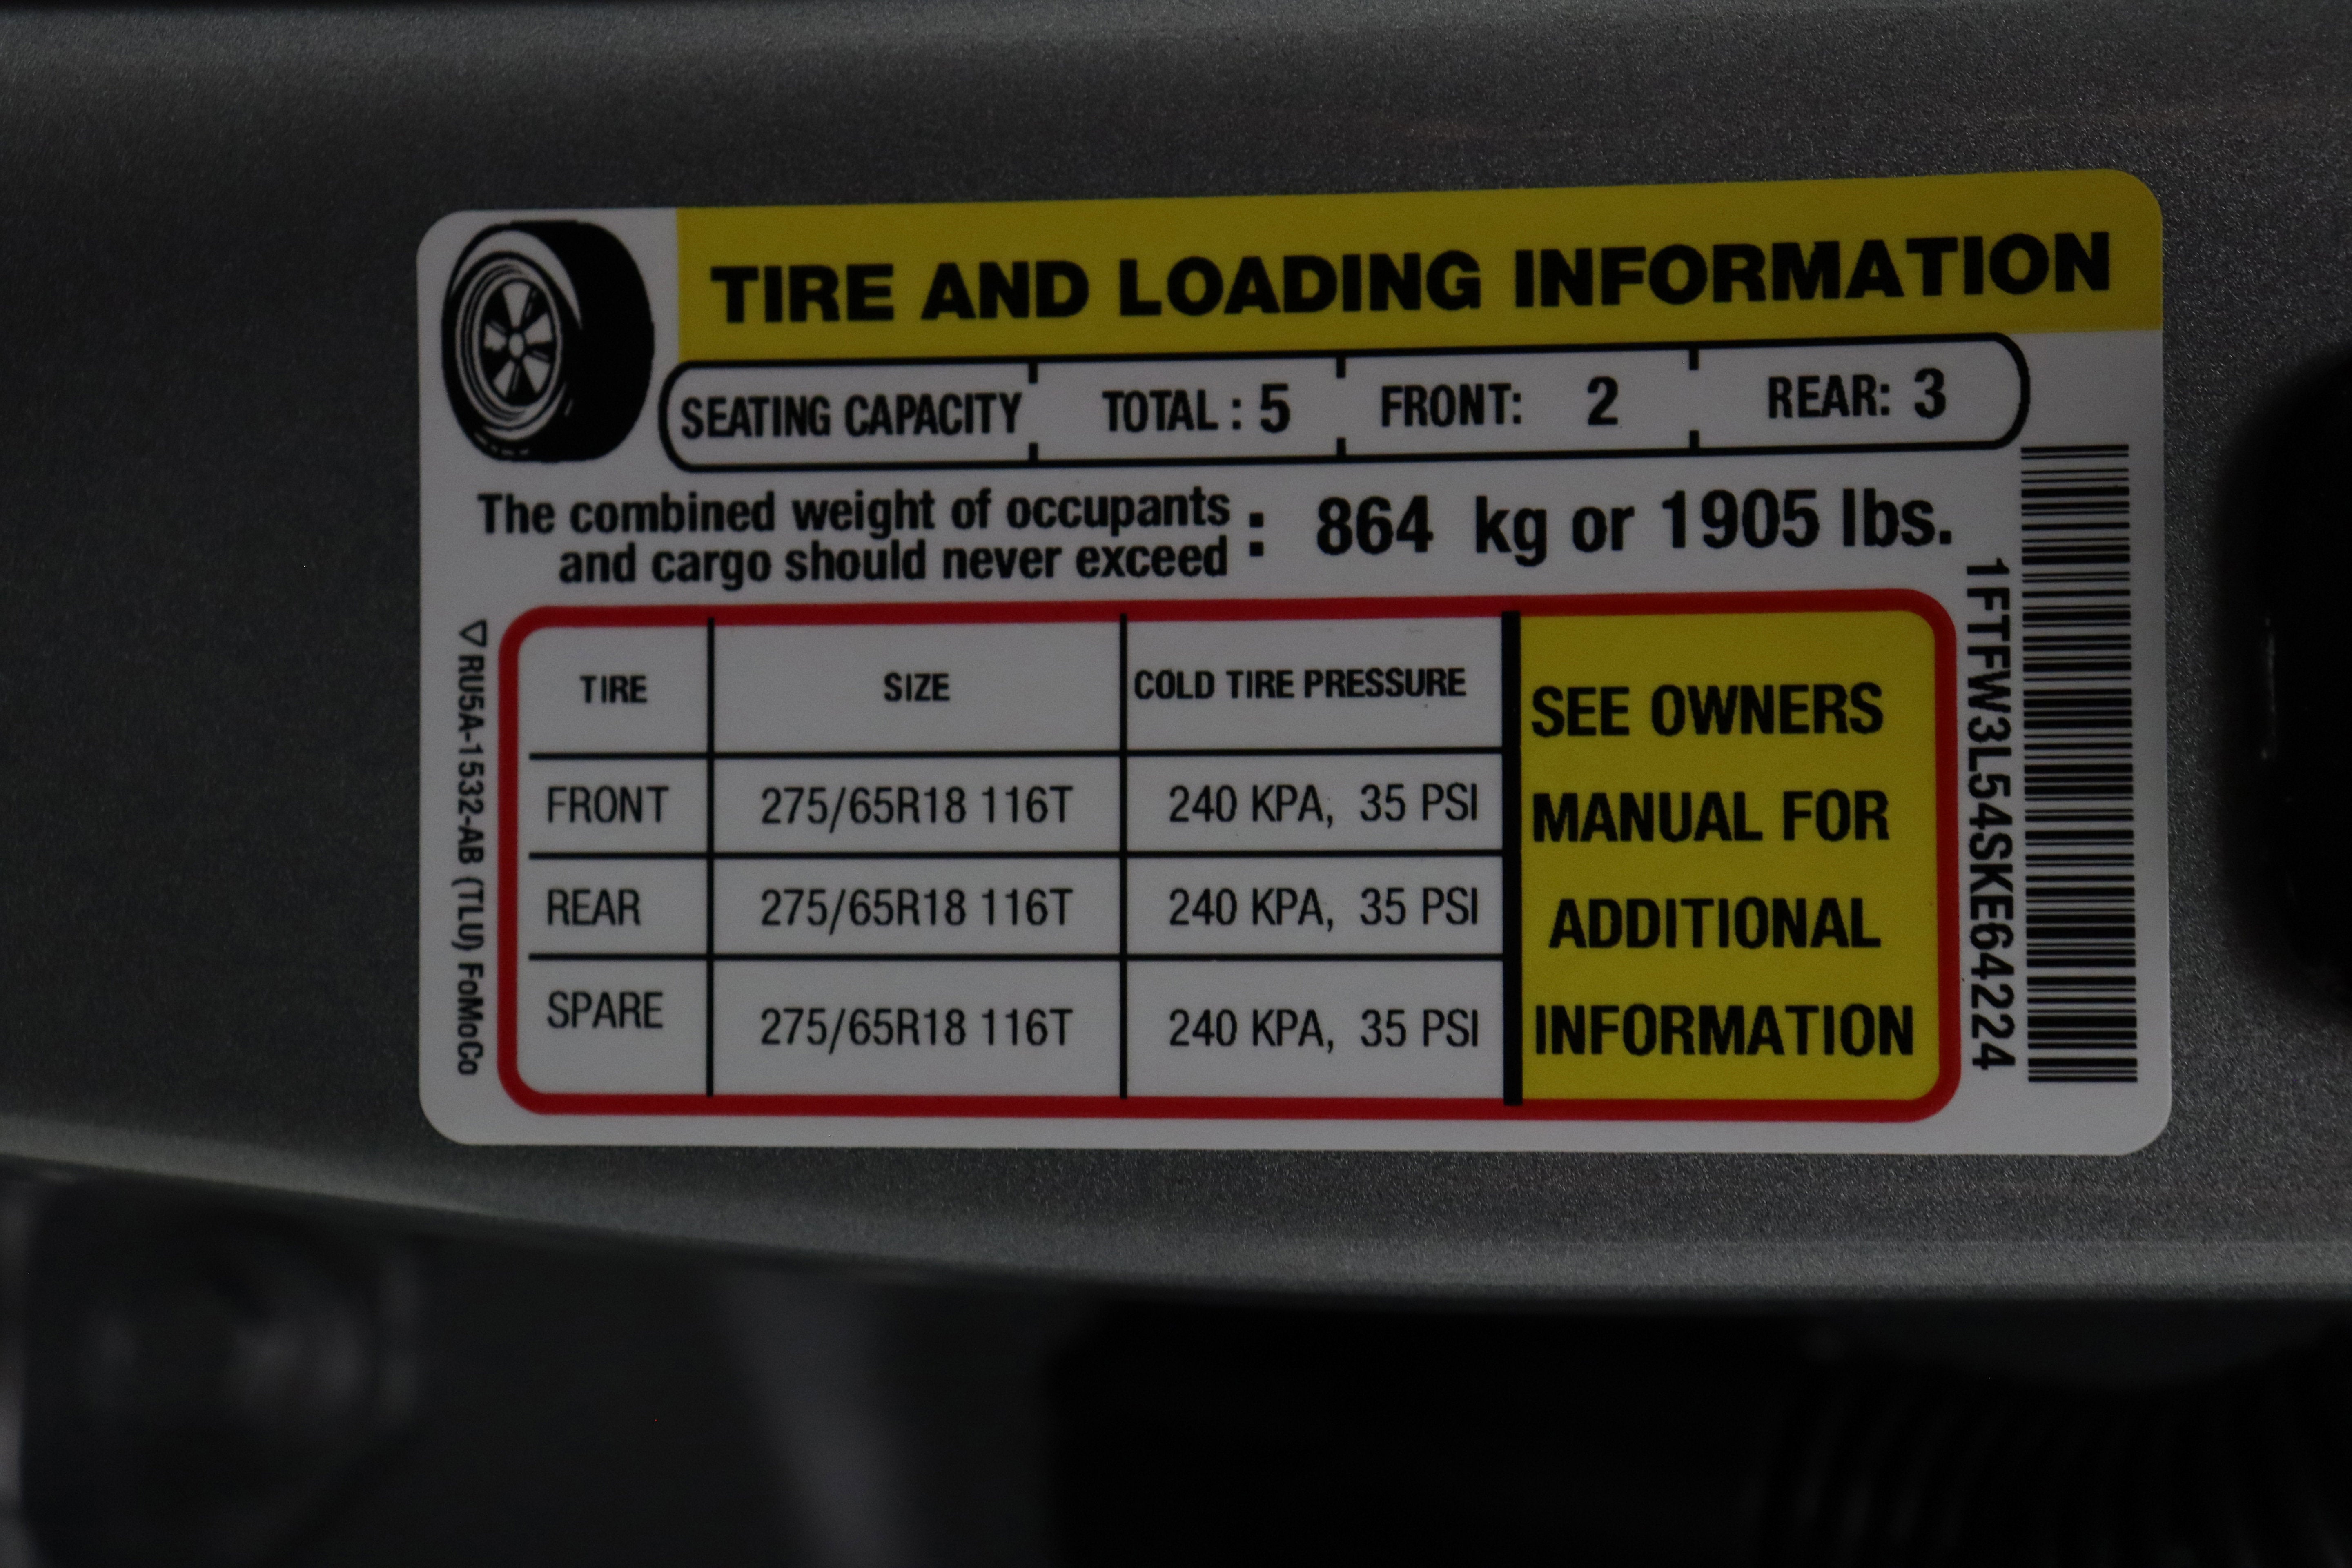 TIRE AND LOADING INFORMATION
SEATING CAPACITY TOTAL : 5 FRONT: 2 REAR: 3
The combined weight of occupants
and cargo should never exceed : 864 kg or 1905 lbs.
TIRE SIZE COLD TIRE PRESSURE
FRONT 275/65R18 116T 240 KPA, 35 PSI
REAR 275/65R18 116T 240 KPA, 35 PSI
SPARE 275/65R18 116T 240 KPA, 35 PSI
SEE OWNERS
MANUAL FOR
ADDITIONAL
INFORMATION
1FTFW3L54SKE64224
▽ RU5A-1532-AB (TLU) FoMoCo